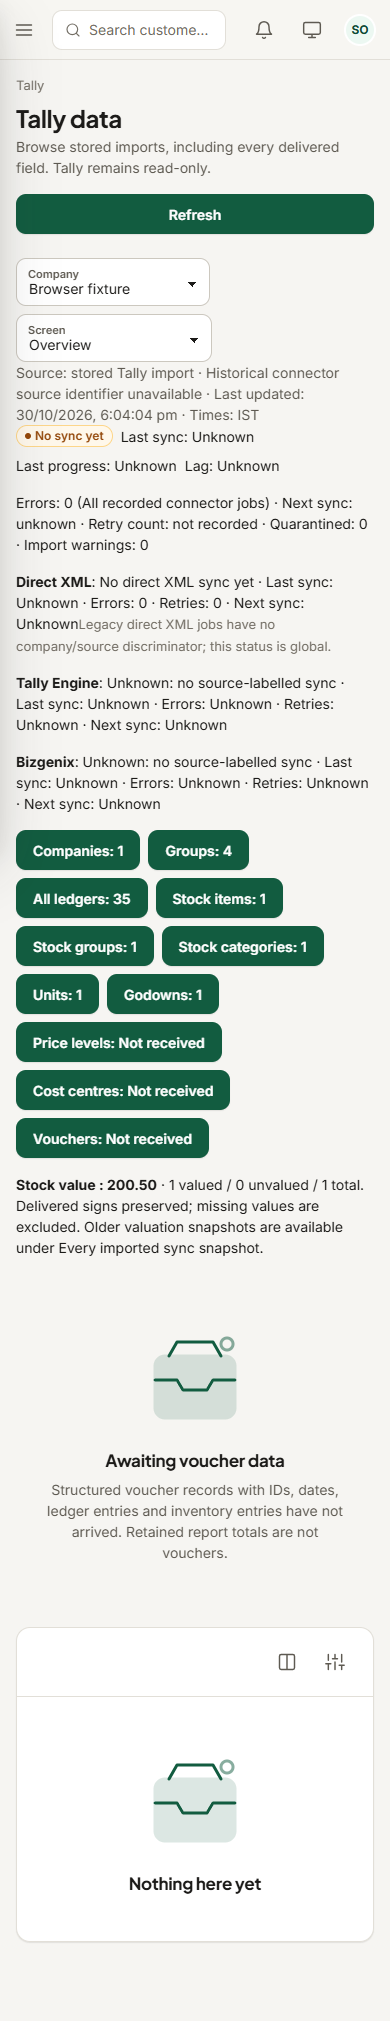 Search custome...
SO
Tally
Tally data
Browse stored imports, including every delivered
field. Tally remains read-only.
Refresh
Company
Browser fixture
Screen
Overview
Source: stored Tally import · Historical connector
source identifier unavailable · Last updated:
30/10/2026, 6:04:04 pm · Times: IST
No sync yet Last sync: Unknown
Last progress: Unknown Lag: Unknown
Errors: 0 (All recorded connector jobs) · Next sync:
unknown · Retry count: not recorded · Quarantined: 0
· Import warnings: 0
Direct XML: No direct XML sync yet · Last sync:
Unknown · Errors: 0 · Retries: 0 · Next sync:
UnknownLegacy direct XML jobs have no
company/source discriminator; this status is global.
Tally Engine: Unknown: no source-labelled sync ·
Last sync: Unknown · Errors: Unknown · Retries:
Unknown · Next sync: Unknown
Bizgenix: Unknown: no source-labelled sync · Last
sync: Unknown · Errors: Unknown · Retries: Unknown
· Next sync: Unknown
Companies: 1 Groups: 4
All ledgers: 35 Stock items: 1
Stock groups: 1 Stock categories: 1
Units: 1 Godowns: 1
Price levels: Not received
Cost centres: Not received
Vouchers: Not received
Stock value : 200.50 · 1 valued / 0 unvalued / 1 total.
Delivered signs preserved; missing values are
excluded. Older valuation snapshots are available
under Every imported sync snapshot.
Awaiting voucher data
Structured voucher records with IDs, dates,
ledger entries and inventory entries have not
arrived. Retained report totals are not
vouchers.
Nothing here yet